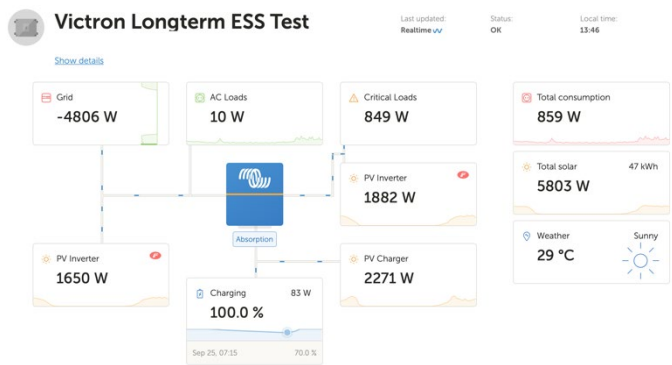 Victron Longterm ESS Test
Last updated:
Realtime
Status:
OK
Local time:
13:46
Show details
Grid
-4806 W
AC Loads
10 W
Critical Loads
849 W
Total consumption
859 W
PV Inverter
1882 W
Total solar
47 kWh
5803 W
Absorption
Weather
Sunny
29 °C
PV Inverter
1650 W
PV Charger
2271 W
Charging
83 W
100.0 %
Sep 25, 07:15
70.0 %